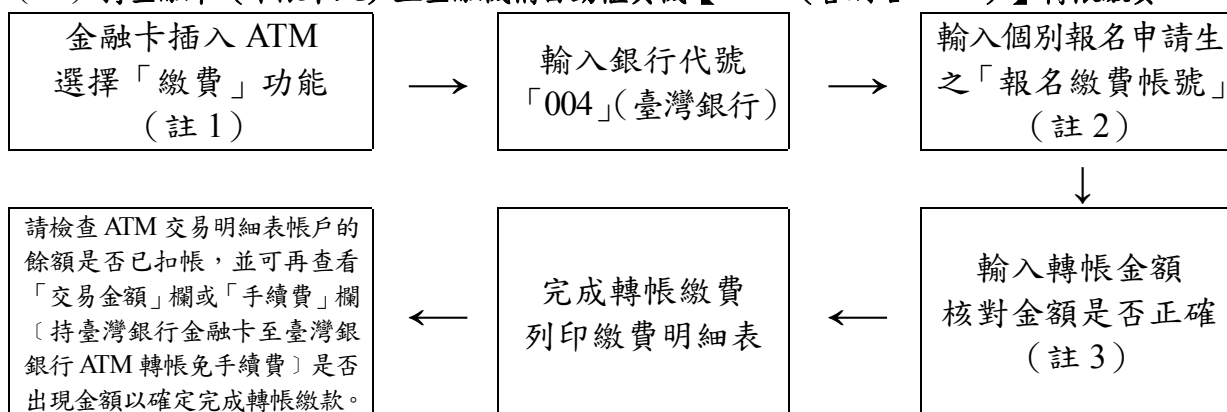 金融卡插入 ATM
選擇「繳費」功能
（註 1）
輸入銀行代號
「004」（臺灣銀行）
輸入個別報名申請生
之「報名繳費帳號」
（註 2）
輸入轉帳金額
核對金額是否正確
（註 3）
完成轉帳繳費
列印繳費明細表
請檢查 ATM 交易明細表帳戶的
餘額是否已扣帳，並可再查看
「交易金額」欄或「手續費」欄
〔持臺灣銀行金融卡至臺灣銀
銀行 ATM 轉帳免手續費〕是否
出現金額以確定完成轉帳繳款。